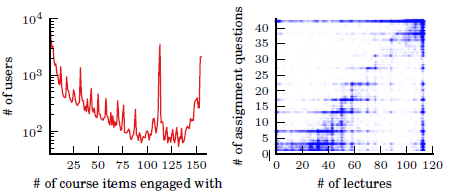 10^4
10^3
10^2
# of users
25 50 75 100 125 150
# of course items engaged with
40
35
30
25
20
15
10
5
0
# of assignment questions
0 20 40 60 80 100 120
# of lectures